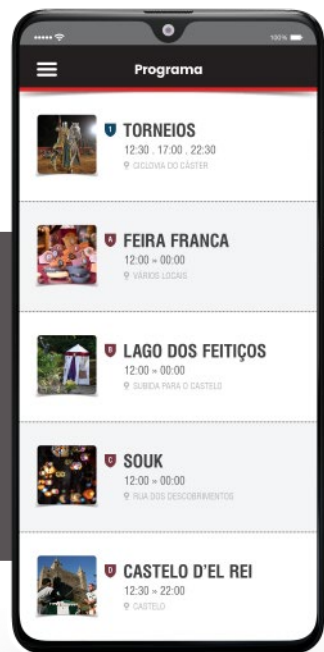 100%
Programa
1 TORNEIOS
12:30 . 17:00 . 22:30
CICLOVIA DO CÁSTER
A FEIRA FRANCA
12:00 » 00:00
VÁRIOS LOCAIS
B LAGO DOS FEITIÇOS
12:00 » 00:00
SUBIDA PARA O CASTELO
C SOUK
12:00 » 00:00
RUA DOS DESCOBRIMENTOS
D CASTELO D'EL REI
12:30 » 22:00
CASTELO